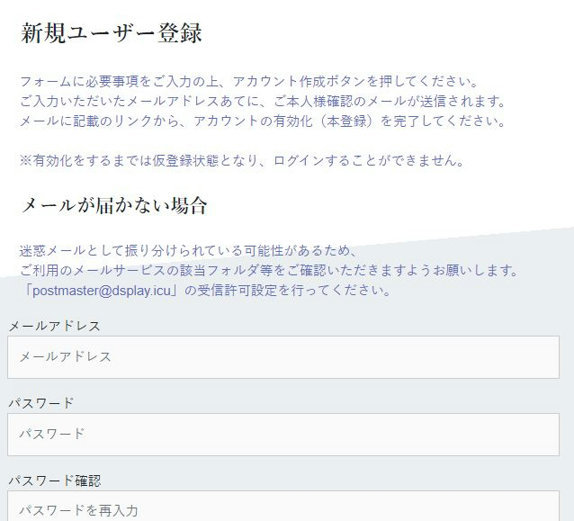 新規ユーザー登録
フォームに必要事項をご入力の上、アカウント作成ボタンを押してください。
ご入力いただいたメールアドレスあてに、ご本人様確認のメールが送信されます。
メールに記載のリンクから、アカウントの有効化（本登録）を完了してください。
※有効化をするまでは仮登録状態となり、ログインすることができません。
メールが届かない場合
迷惑メールとして振り分けられている可能性があるため、
ご利用のメールサービスの該当フォルダ等をご確認いただきますようお願いします。
「postmaster@dsplay.icu」の受信許可設定を行ってください。
メールアドレス
メールアドレス
パスワード
パスワード
パスワード確認
パスワードを再入力